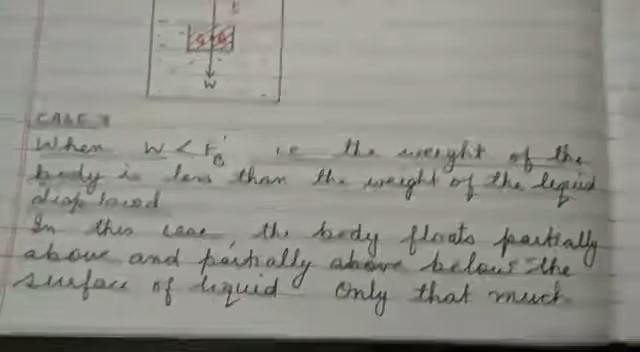 W
CASE 3
When W < F'B i.e the weight of the
body is less than the weight of the liquid
displaced
In this case, the body floats partially
above and partially above below the
surface of liquid Only that much